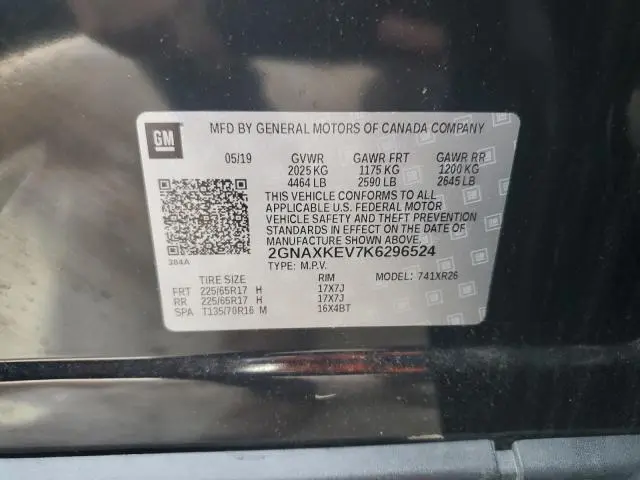 GM
MFD BY GENERAL MOTORS OF CANADA COMPANY
05/19 GVWR GAWR FRT GAWR RR
2025 KG 1175 KG 1200 KG
4464 LB 2590 LB 2645 LB
THIS VEHICLE CONFORMS TO ALL
APPLICABLE U.S. FEDERAL MOTOR
VEHICLE SAFETY AND THEFT PREVENTION
STANDARDS IN EFFECT ON THE DATE OF
MANUFACTURE SHOWN ABOVE.
2GNAXKEV7K6296524
384A
TYPE: M.P.V. MODEL: 741XR26
TIRE SIZE RIM
FRT 225/65R17 H 17X7J
RR 225/65R17 H 17X7J
SPA T135/70R16 M 16X4BT